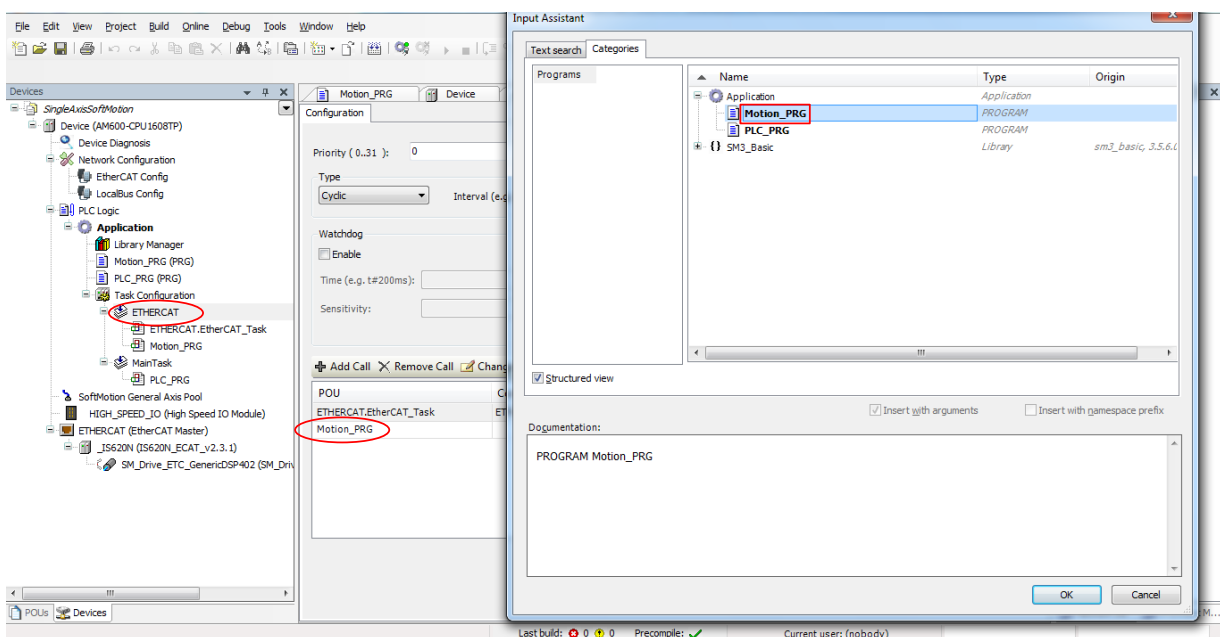 Input Assistant
File Edit View Project Build Online Debug Tools Window Help
Text search Categories
Programs
Name Type Origin
Application Application
Motion_PRG PROGRAM
PLC_PRG PROGRAM
SM3_Basic Library sm3_basic, 3.5.6.0
Structured view
Insert with arguments Insert with namespace prefix
Documentation:
PROGRAM Motion_PRG
OK Cancel
Devices
SingleAxisSoftMotion
Device (AM600-CPU1608TP)
Device Diagnosis
Network Configuration
EtherCAT Config
LocalBus Config
PLC Logic
Application
Library Manager
Motion_PRG (PRG)
PLC_PRG (PRG)
Task Configuration
ETHERCAT
ETHERCAT.EtherCAT_Task
Motion_PRG
MainTask
PLC_PRG
SoftMotion General Axis Pool
HIGH_SPEED_IO (High Speed IO Module)
ETHERCAT (EtherCAT Master)
_IS620N (IS620N_ECAT_v2.3.1)
SM_Drive_ETC_GenericDSP402 (SM_Driv
POUs Devices
Motion_PRG Device
Configuration
Priority ( 0..31 ): 0
Type
Cyclic Interval (e.g
Watchdog
Enable
Time (e.g. t#200ms):
Sensitivity:
Add Call Remove Call Chang
POU C
ETHERCAT.EtherCAT_Task ET
Motion_PRG
M...
Last build: 0 0 Precompile: Current user: (nobody)